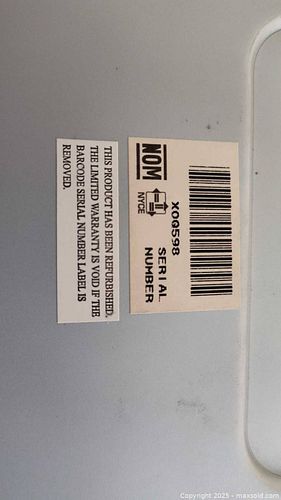 THIS PRODUCT HAS BEEN REFURBISHED.
THE LIMITED WARRANTY IS VOID IF THE
BARCODE SERIAL NUMBER LABEL IS
REMOVED.
XOQ598
SERIAL
NUMBER
NOM
NYCE
Copyright © 2025 - maxsold.com